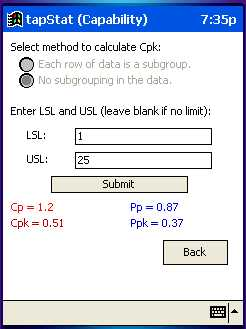 tapStat (Capability) 7:35p
Select method to calculate Cpk:
Each row of data is a subgroup.
No subgrouping in the data.
Enter LSL and USL (leave blank if no limit):
LSL: 1
USL: 25
Submit
Cp = 1.2 Pp = 0.87
Cpk = 0.51 Ppk = 0.37
Back